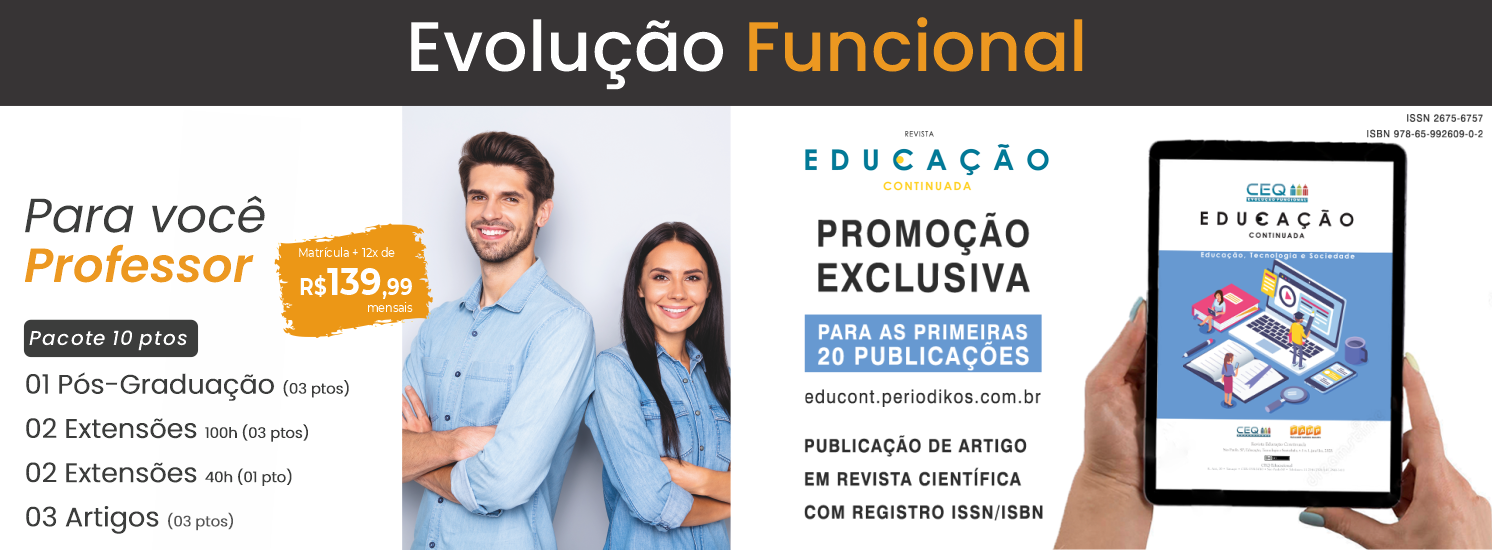 Evolução Funcional
Para você
Professor
Matrícula + 12x de
R$139,99
mensais
Pacote 10 ptos
01 Pós-Graduação (03 ptos)
02 Extensões 100h (03 ptos)
02 Extensões 40h (01 pto)
03 Artigos (03 ptos)
REVISTA
EDUCAÇÃO
CONTINUADA
PROMOÇÃO
EXCLUSIVA
PARA AS PRIMEIRAS
20 PUBLICAÇÕES
educont.periodikos.com.br
PUBLICAÇÃO DE ARTIGO
EM REVISTA CIENTÍFICA
COM REGISTRO ISSN/ISBN
ISSN 2675-6757
ISBN 978-65-992609-0-2
CEQ
EVOLUÇÃO FUNCIONAL
EDUCAÇÃO
CONTINUADA
Educação, Tecnologia e Sociedade
CEQ